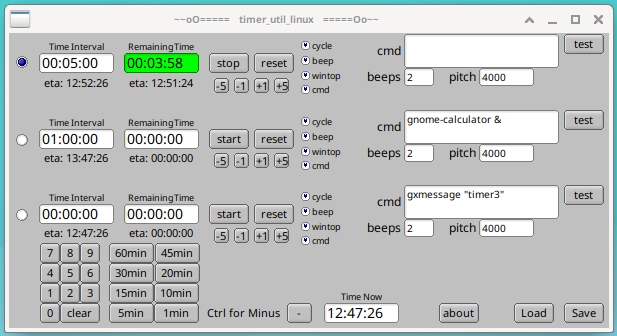 ~~oO===== timer_util_linux =====Oo~~
Time Interval RemainingTime
00:05:00 00:03:58 stop reset
eta: 12:52:26 eta: 12:51:24 -5 -1 +1 +5
cycle
beep
wintop
cmd
cmd test
beeps 2 pitch 4000
Time Interval RemainingTime
01:00:00 00:00:00 start reset
eta: 13:47:26 eta: 00:00:00 -5 -1 +1 +5
cycle
beep
wintop
cmd
cmd gnome-calculator & test
beeps 2 pitch 4000
Time Interval RemainingTime
00:00:00 00:00:00 start reset
eta: 12:47:26 eta: 00:00:00 -5 -1 +1 +5
cycle
beep
wintop
cmd
cmd gxmessage "timer3" test
beeps 2 pitch 4000
7 8 9 60min 45min
4 5 6 30min 20min
1 2 3 15min 10min
0 clear 5min 1min
Ctrl for Minus -
Time Now
12:47:26
about Load Save